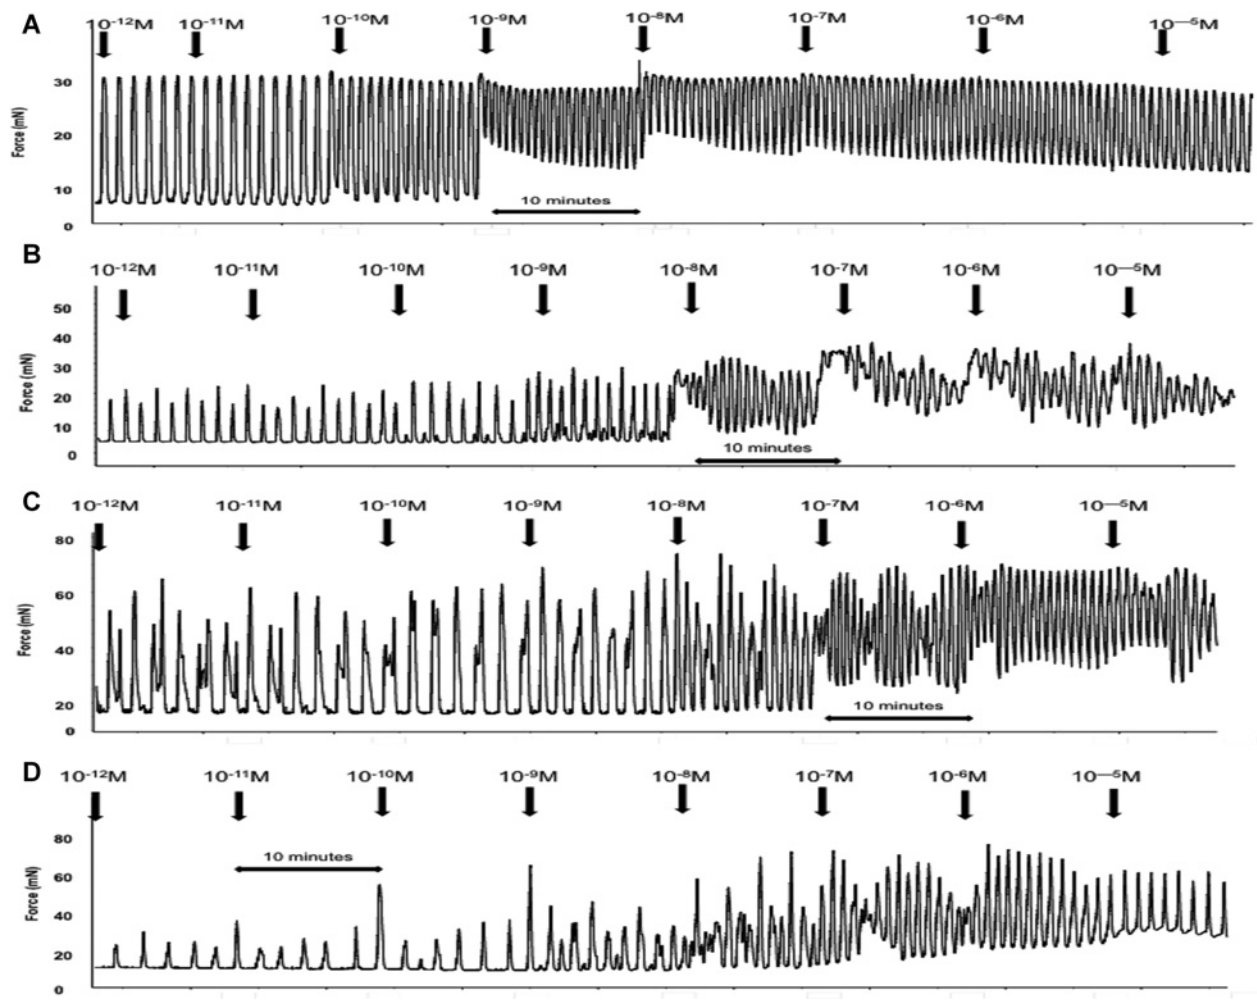 A
10⁻¹²M 10⁻¹¹M 10⁻¹⁰M 10⁻⁹M 10⁻⁸M 10⁻⁷M 10⁻⁶M 10⁻⁻⁵M
Force (mN)
30
20
10
0
10 minutes
B
10⁻¹²M 10⁻¹¹M 10⁻¹⁰M 10⁻⁹M 10⁻⁸M 10⁻⁷M 10⁻⁶M 10⁻⁻⁵M
Force (mN)
50
40
30
20
10
0
10 minutes
C
10⁻¹²M 10⁻¹¹M 10⁻¹⁰M 10⁻⁹M 10⁻⁸M 10⁻⁷M 10⁻⁶M 10⁻⁻⁵M
Force (mN)
80
60
40
20
0
10 minutes
D
10⁻¹²M 10⁻¹¹M 10⁻¹⁰M 10⁻⁹M 10⁻⁸M 10⁻⁷M 10⁻⁶M 10⁻⁻⁵M
Force (mN)
80
60
40
20
0
10 minutes